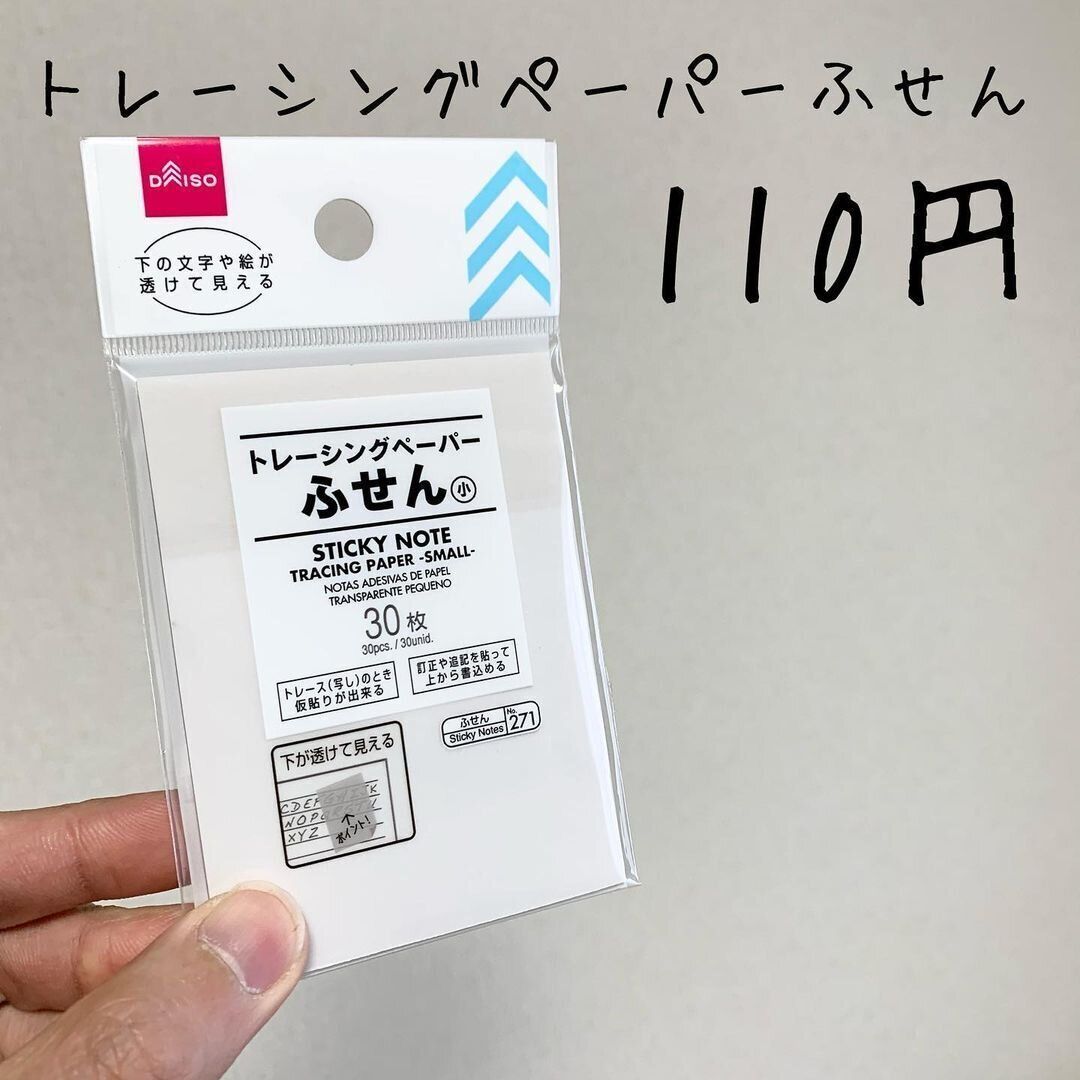 トレーシングペーパーふせん
110円
DAISO
下の文字や絵が
透けて見える
トレーシングペーパー
ふせん小
STICKY NOTE
TRACING PAPER -SMALL-
NOTAS ADESIVAS DE PAPEL
TRANSPARENTE PEQUENO
30枚
30pcs. / 30unid.
トレース(写し)のとき
仮貼りが出来る
訂正や追記を貼って
上から書込める
ふせん
Sticky Notes
No.
271
下が透けて見える
CDEFGHIJK
NOPQRSTU
XYZ
↑
ポイント!